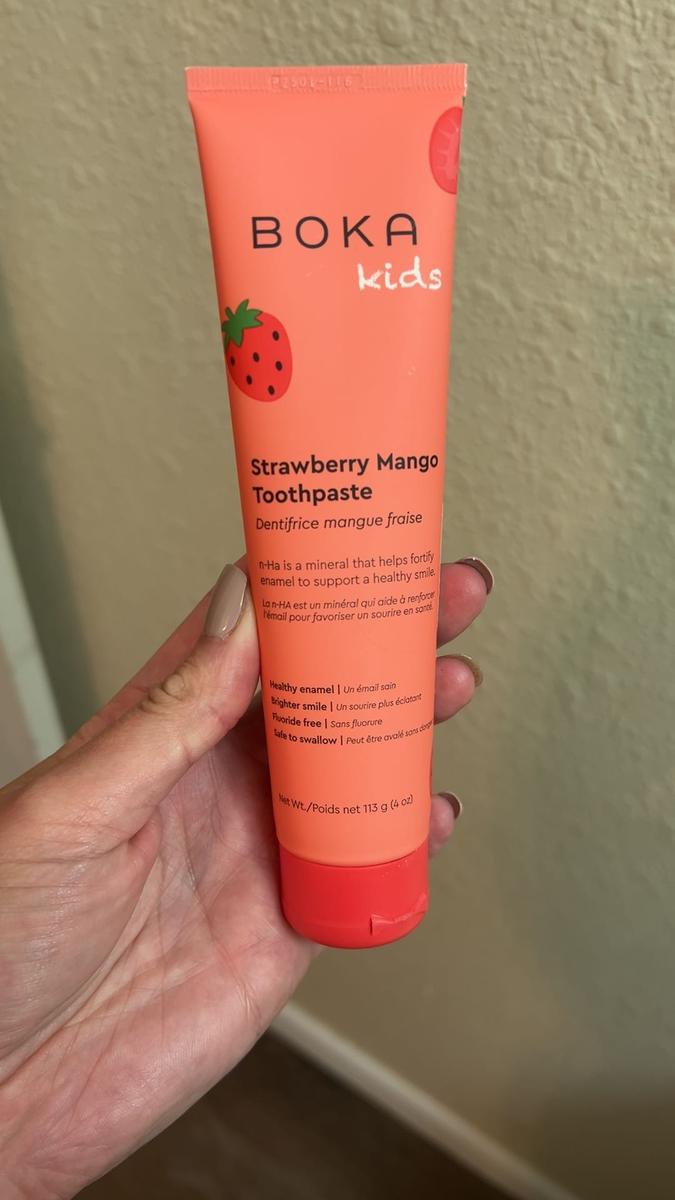 BOKA
kids
Strawberry Mango
Toothpaste
Dentifrice mangue fraise
n-Ha is a mineral that helps fortify
enamel to support a healthy smile.
La n-HA est un minéral qui aide à renforcer
l'émail pour favoriser un sourire en santé.
Healthy enamel | Un émail sain
Brighter smile | Un sourire plus éclatant
Fluoride free | Sans fluorure
Safe to swallow | Peut être avalé sans
Net Wt./Poids net 113 g (4 oz)